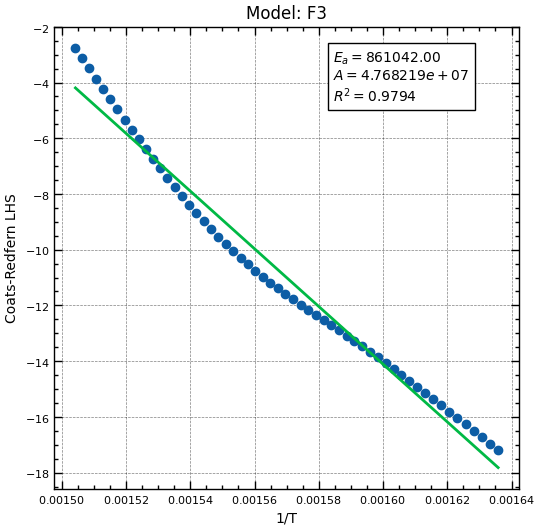 Model: F3
Eₐ = 861042.00
A = 4.768219e + 07
R² = 0.9794
Coats-Redfern LHS
−2
−4
−6
−8
−10
−12
−14
−16
−18
0.00150 0.00152 0.00154 0.00156 0.00158 0.00160 0.00162 0.00164
1/T